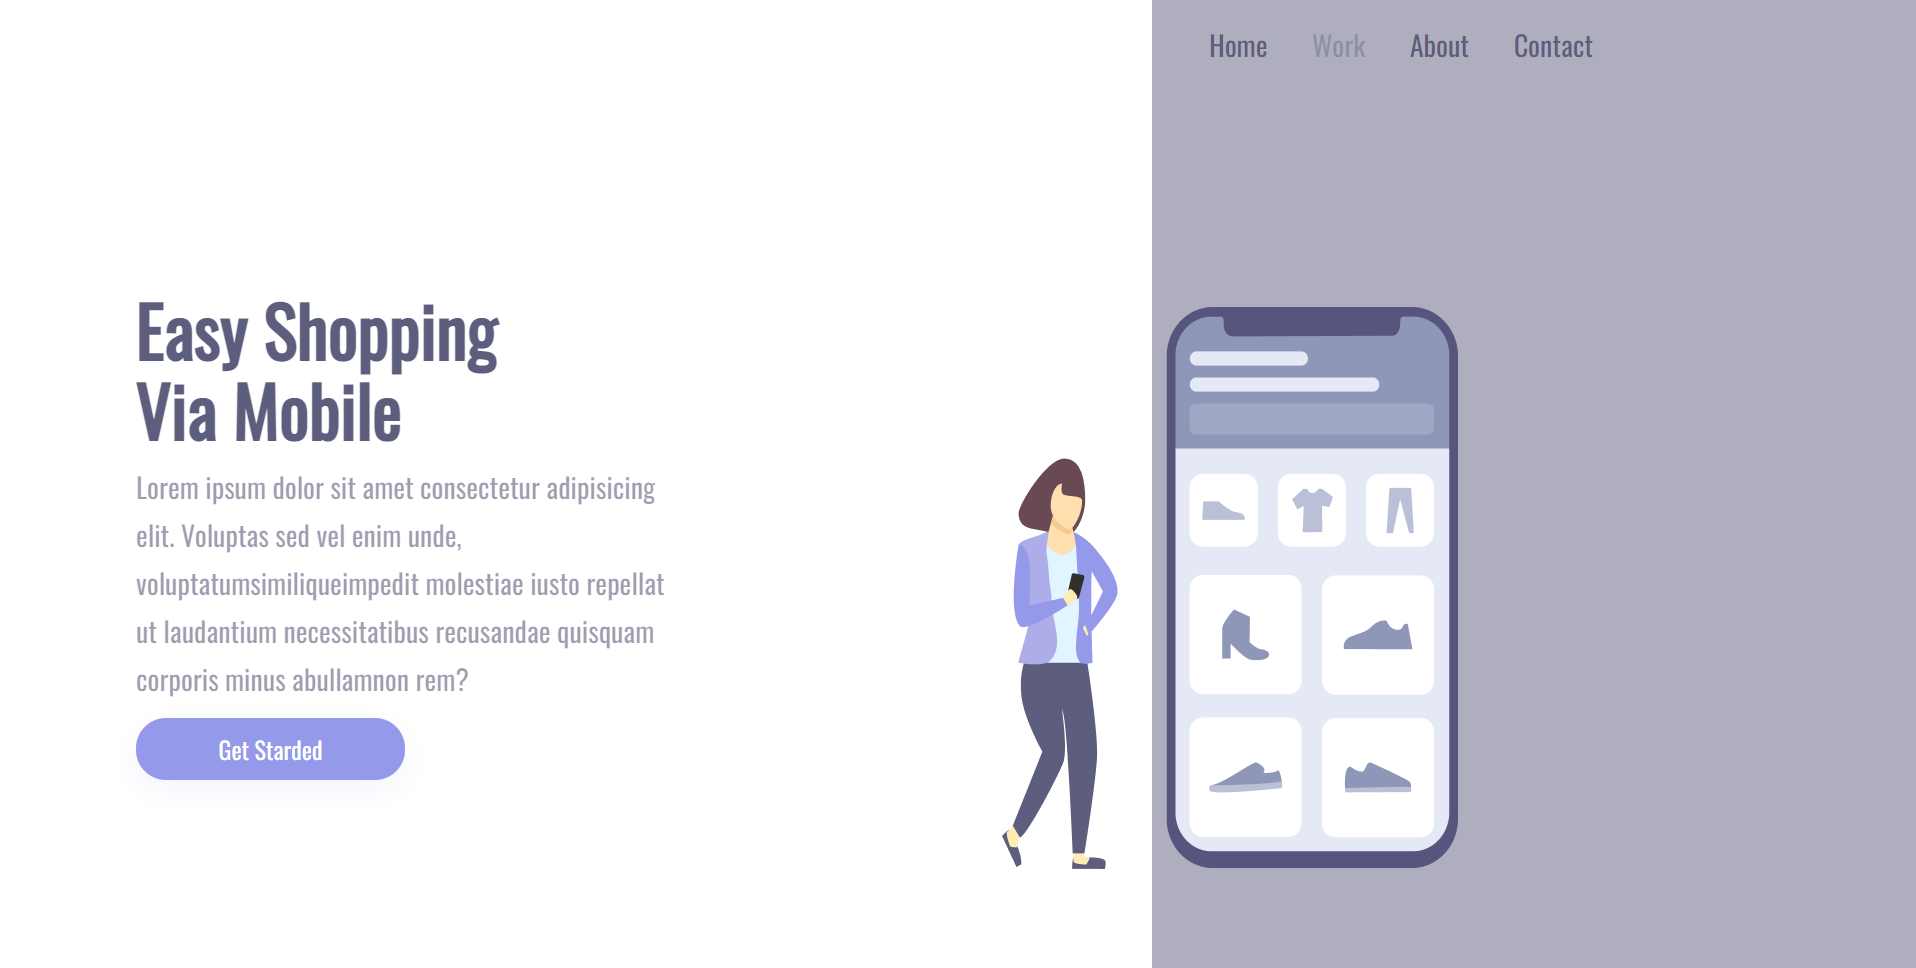 Home Work About Contact
Easy Shopping
Via Mobile
Lorem ipsum dolor sit amet consectetur adipisicing
elit. Voluptas sed vel enim unde,
voluptatumsimiliqueimpedit molestiae iusto repellat
ut laudantium necessitatibus recusandae quisquam
corporis minus abullamnon rem?
Get Starded